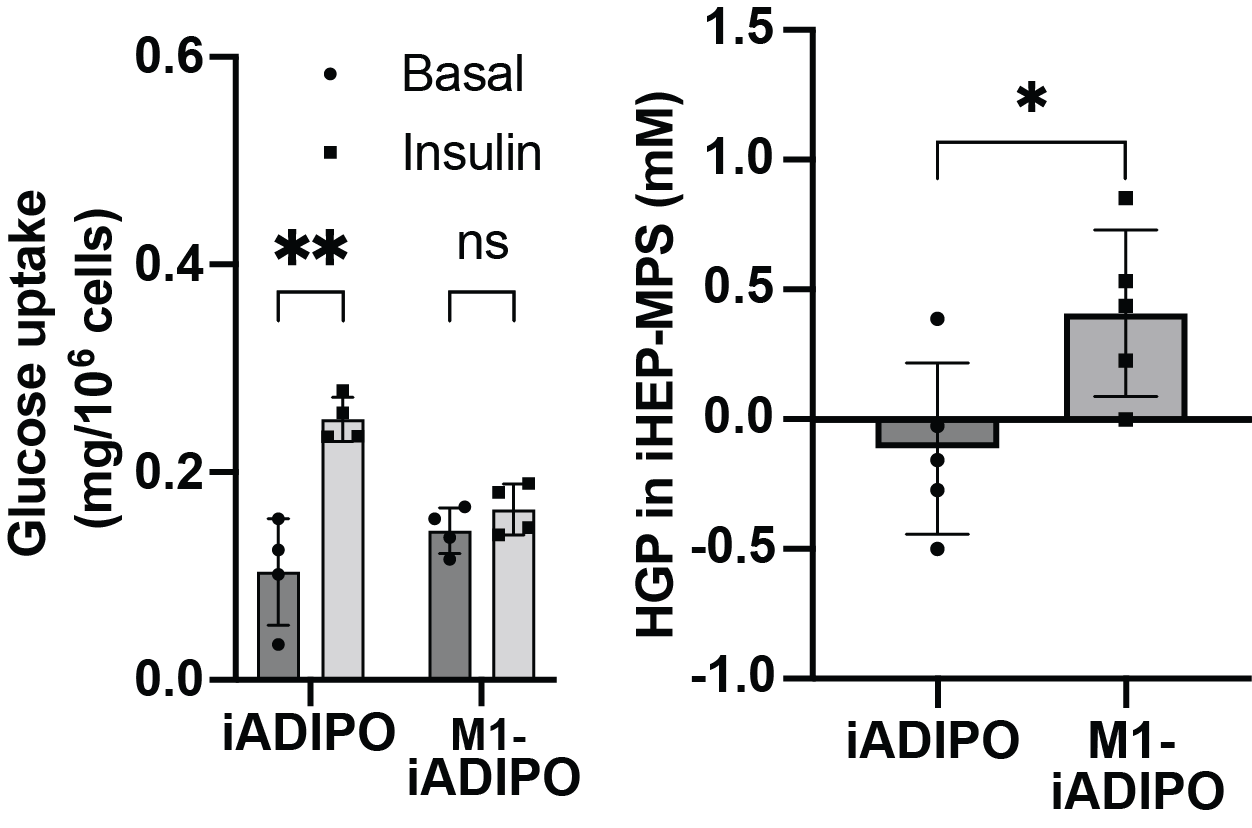 0.6
0.4
0.2
0.0
Glucose uptake
(mg/10⁶ cells)
Basal
Insulin
**
ns
iADIPO
M1-
iADIPO
1.5
1.0
0.5
0.0
-0.5
-1.0
HGP in iHEP-MPS (mM)
*
iADIPO
M1-
iADIPO